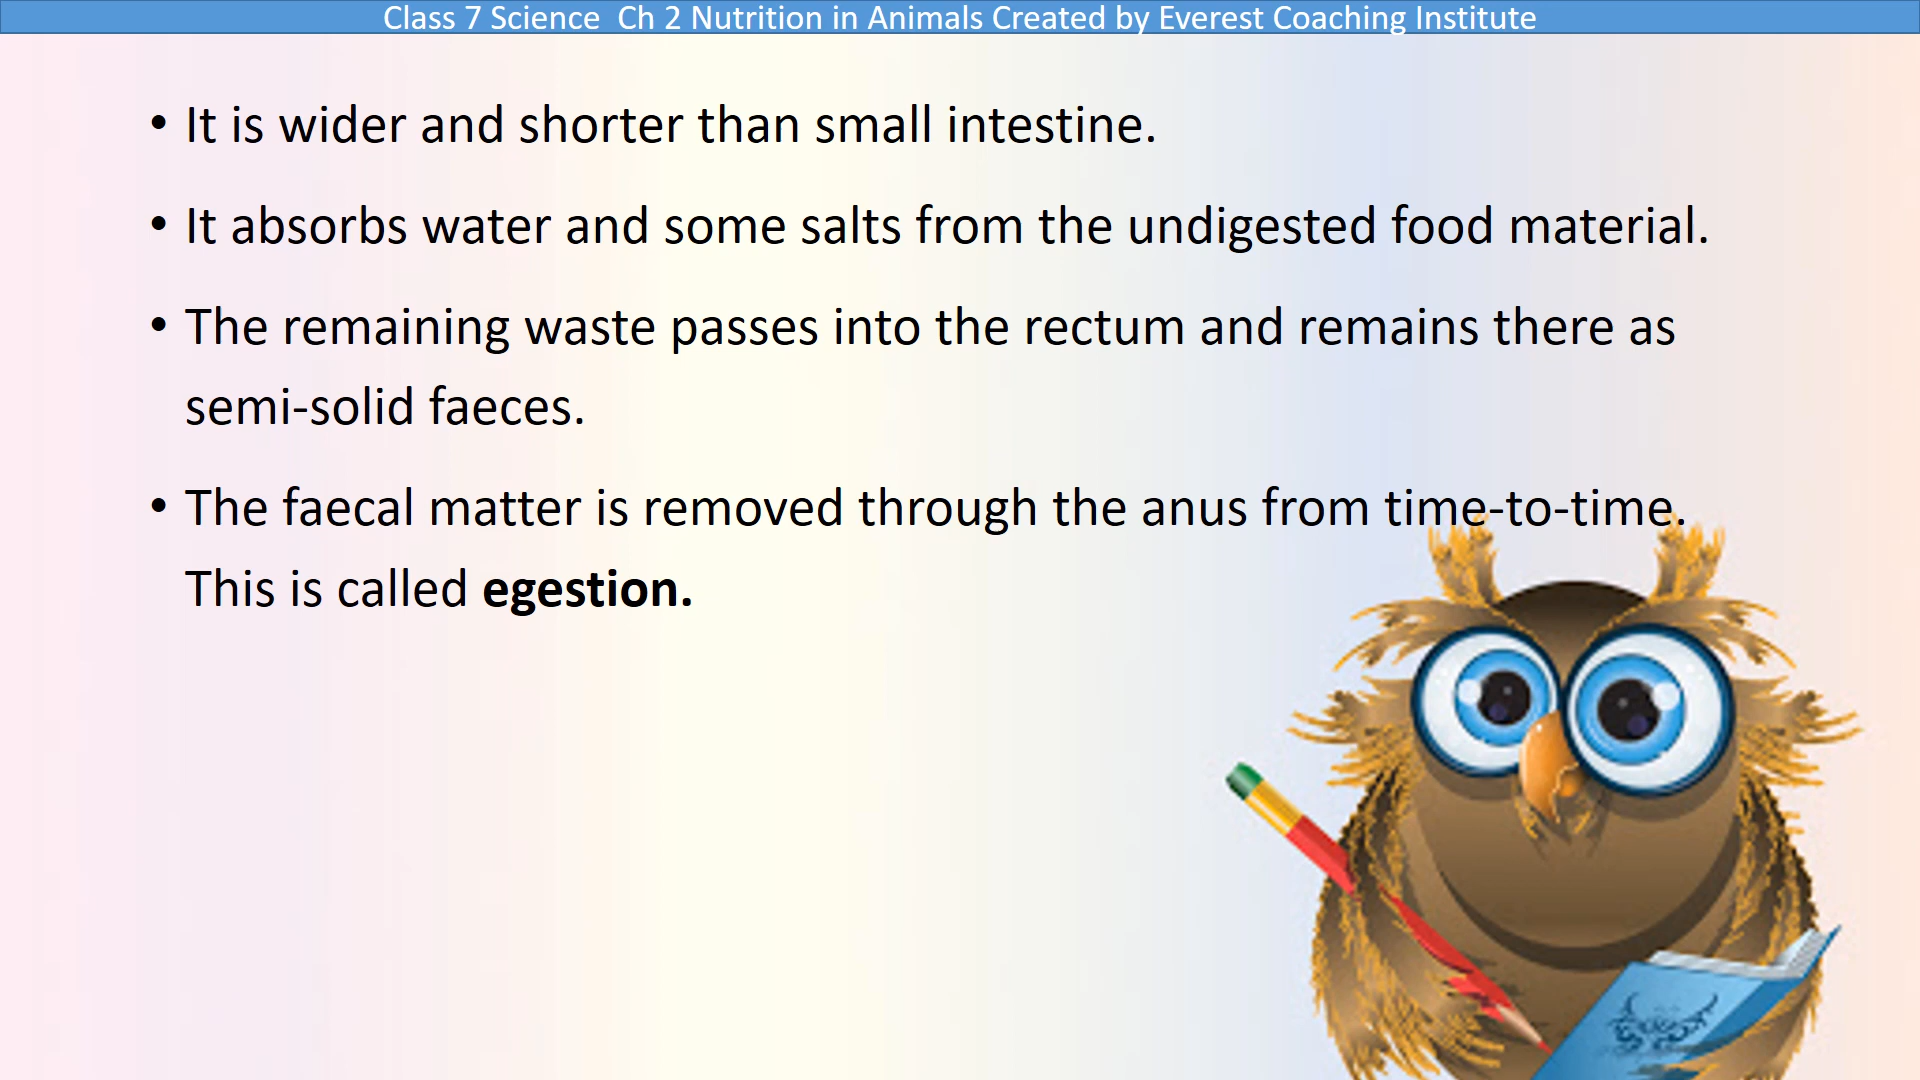 Class 7 Science  Ch 2 Nutrition in Animals Created by Everest Coaching Institute
• It is wider and shorter than small intestine.
• It absorbs water and some salts from the undigested food material.
• The remaining waste passes into the rectum and remains there as
semi-solid faeces.
• The faecal matter is removed through the anus from time-to-time.
This is called egestion.